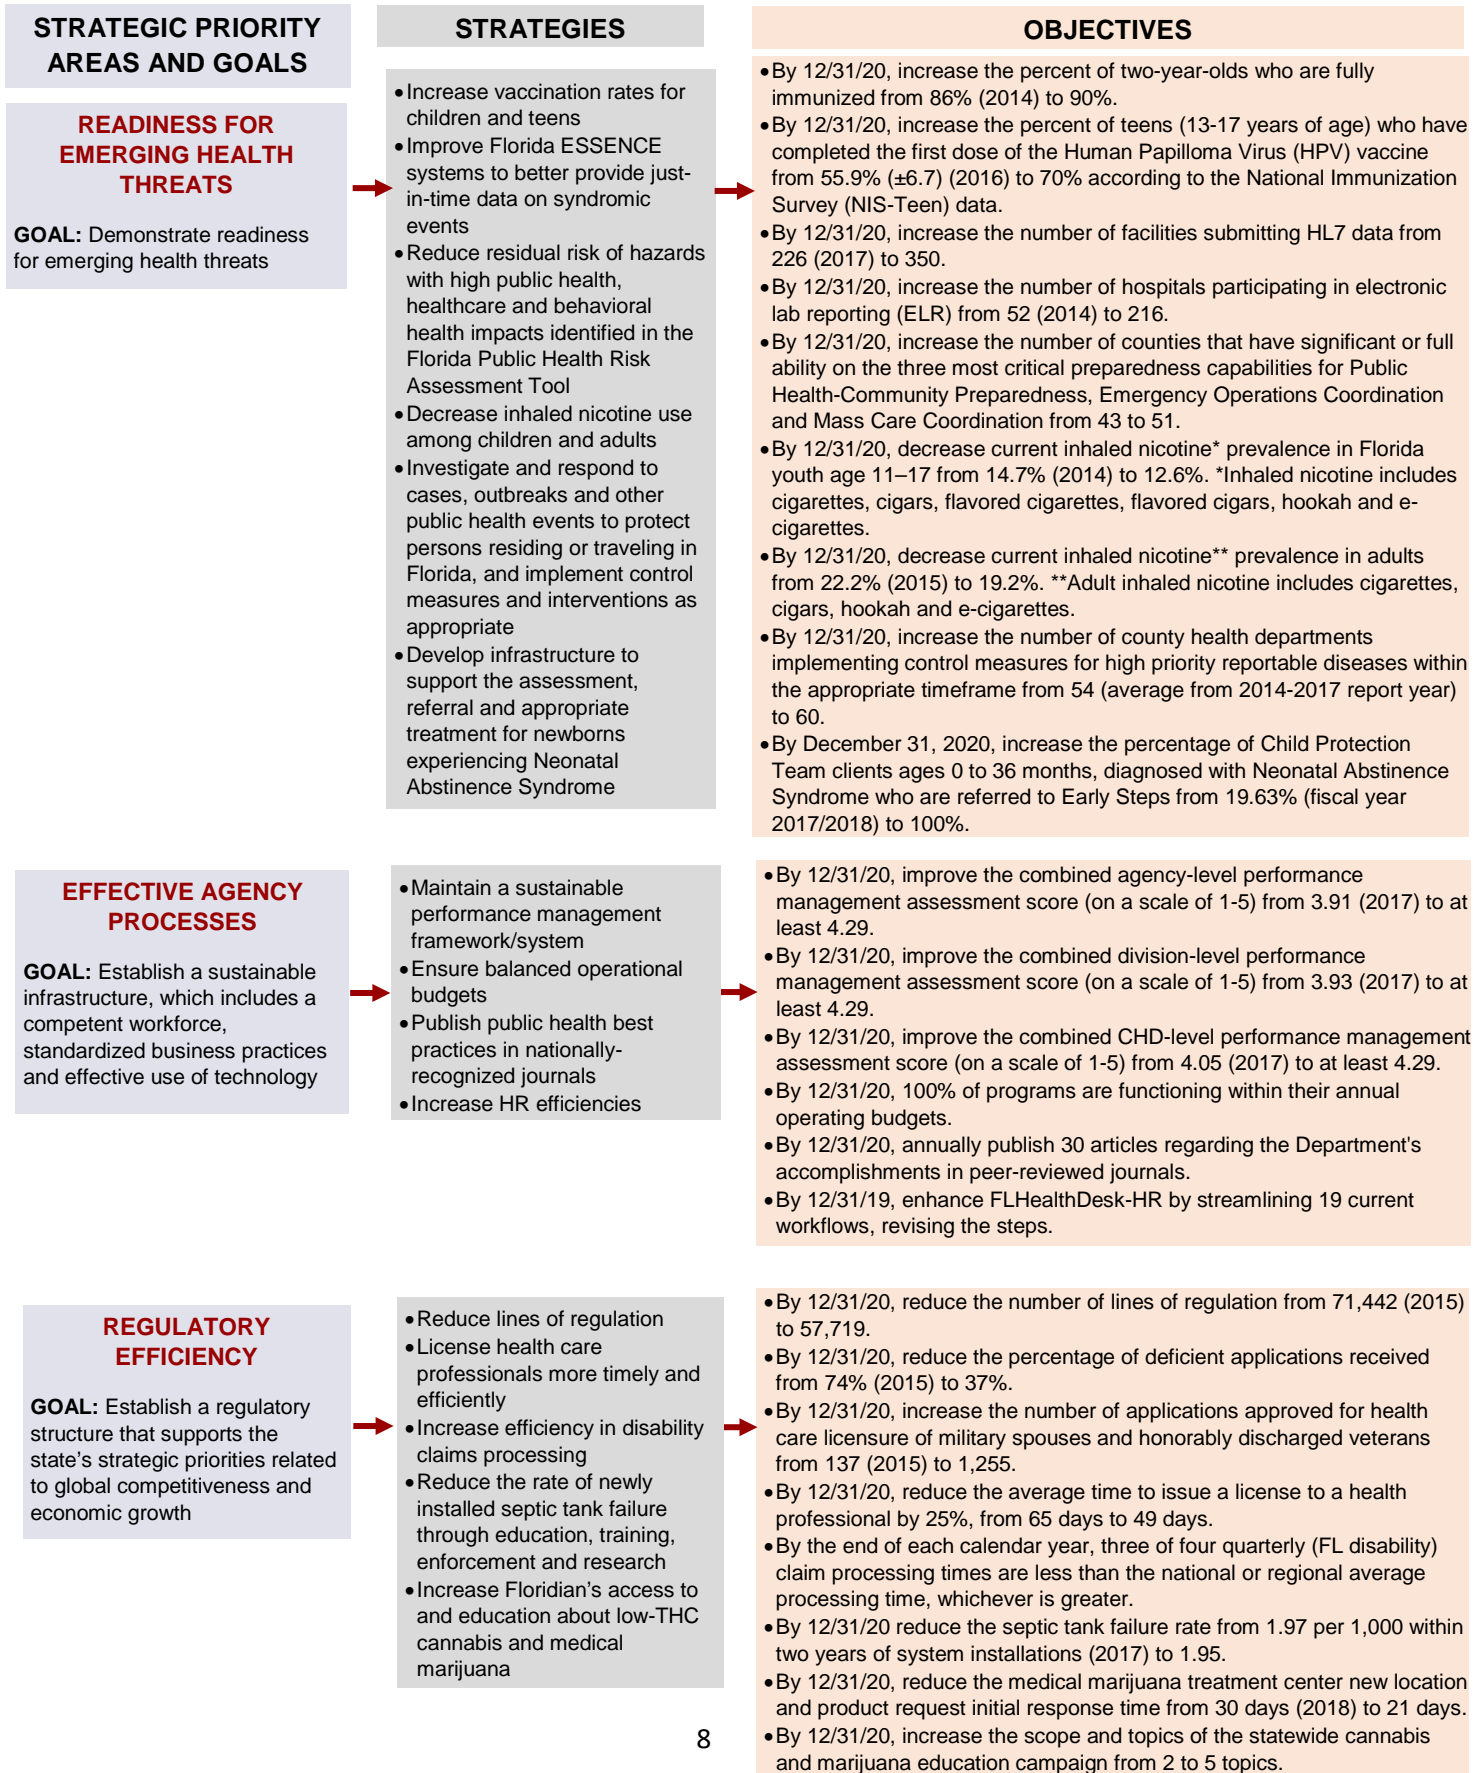 STRATEGIC PRIORITY
AREAS AND GOALS
STRATEGIES
OBJECTIVES
READINESS FOR
EMERGING HEALTH
THREATS
GOAL: Demonstrate readiness
for emerging health threats
•Increase vaccination rates for
children and teens
•Improve Florida ESSENCE
systems to better provide just-
in-time data on syndromic
events
•Reduce residual risk of hazards
with high public health,
healthcare and behavioral
health impacts identified in the
Florida Public Health Risk
Assessment Tool
•Decrease inhaled nicotine use
among children and adults
•Investigate and respond to
cases, outbreaks and other
public health events to protect
persons residing or traveling in
Florida, and implement control
measures and interventions as
appropriate
•Develop infrastructure to
support the assessment,
referral and appropriate
treatment for newborns
experiencing Neonatal
Abstinence Syndrome
•By 12/31/20, increase the percent of two-year-olds who are fully
immunized from 86% (2014) to 90%.
•By 12/31/20, increase the percent of teens (13-17 years of age) who have
completed the first dose of the Human Papilloma Virus (HPV) vaccine
from 55.9% (±6.7) (2016) to 70% according to the National Immunization
Survey (NIS-Teen) data.
•By 12/31/20, increase the number of facilities submitting HL7 data from
226 (2017) to 350.
•By 12/31/20, increase the number of hospitals participating in electronic
lab reporting (ELR) from 52 (2014) to 216.
•By 12/31/20, increase the number of counties that have significant or full
ability on the three most critical preparedness capabilities for Public
Health-Community Preparedness, Emergency Operations Coordination
and Mass Care Coordination from 43 to 51.
•By 12/31/20, decrease current inhaled nicotine* prevalence in Florida
youth age 11–17 from 14.7% (2014) to 12.6%. *Inhaled nicotine includes
cigarettes, cigars, flavored cigarettes, flavored cigars, hookah and e-
cigarettes.
•By 12/31/20, decrease current inhaled nicotine** prevalence in adults
from 22.2% (2015) to 19.2%. **Adult inhaled nicotine includes cigarettes,
cigars, hookah and e-cigarettes.
•By 12/31/20, increase the number of county health departments
implementing control measures for high priority reportable diseases within
the appropriate timeframe from 54 (average from 2014-2017 report year)
to 60.
•By December 31, 2020, increase the percentage of Child Protection
Team clients ages 0 to 36 months, diagnosed with Neonatal Abstinence
Syndrome who are referred to Early Steps from 19.63% (fiscal year
2017/2018) to 100%.
EFFECTIVE AGENCY
PROCESSES
GOAL: Establish a sustainable
infrastructure, which includes a
competent workforce,
standardized business practices
and effective use of technology
•Maintain a sustainable
performance management
framework/system
•Ensure balanced operational
budgets
•Publish public health best
practices in nationally-
recognized journals
•Increase HR efficiencies
•By 12/31/20, improve the combined agency-level performance
management assessment score (on a scale of 1-5) from 3.91 (2017) to at
least 4.29.
•By 12/31/20, improve the combined division-level performance
management assessment score (on a scale of 1-5) from 3.93 (2017) to at
least 4.29.
•By 12/31/20, improve the combined CHD-level performance management
assessment score (on a scale of 1-5) from 4.05 (2017) to at least 4.29.
•By 12/31/20, 100% of programs are functioning within their annual
operating budgets.
•By 12/31/20, annually publish 30 articles regarding the Department's
accomplishments in peer-reviewed journals.
•By 12/31/19, enhance FLHealthDesk-HR by streamlining 19 current
workflows, revising the steps.
REGULATORY
EFFICIENCY
GOAL: Establish a regulatory
structure that supports the
state’s strategic priorities related
to global competitiveness and
economic growth
•Reduce lines of regulation
•License health care
professionals more timely and
efficiently
•Increase efficiency in disability
claims processing
•Reduce the rate of newly
installed septic tank failure
through education, training,
enforcement and research
•Increase Floridian’s access to
and education about low-THC
cannabis and medical
marijuana
•By 12/31/20, reduce the number of lines of regulation from 71,442 (2015)
to 57,719.
•By 12/31/20, reduce the percentage of deficient applications received
from 74% (2015) to 37%.
•By 12/31/20, increase the number of applications approved for health
care licensure of military spouses and honorably discharged veterans
from 137 (2015) to 1,255.
•By 12/31/20, reduce the average time to issue a license to a health
professional by 25%, from 65 days to 49 days.
•By the end of each calendar year, three of four quarterly (FL disability)
claim processing times are less than the national or regional average
processing time, whichever is greater.
•By 12/31/20 reduce the septic tank failure rate from 1.97 per 1,000 within
two years of system installations (2017) to 1.95.
•By 12/31/20, reduce the medical marijuana treatment center new location
and product request initial response time from 30 days (2018) to 21 days.
•By 12/31/20, increase the scope and topics of the statewide cannabis
and marijuana education campaign from 2 to 5 topics.
8